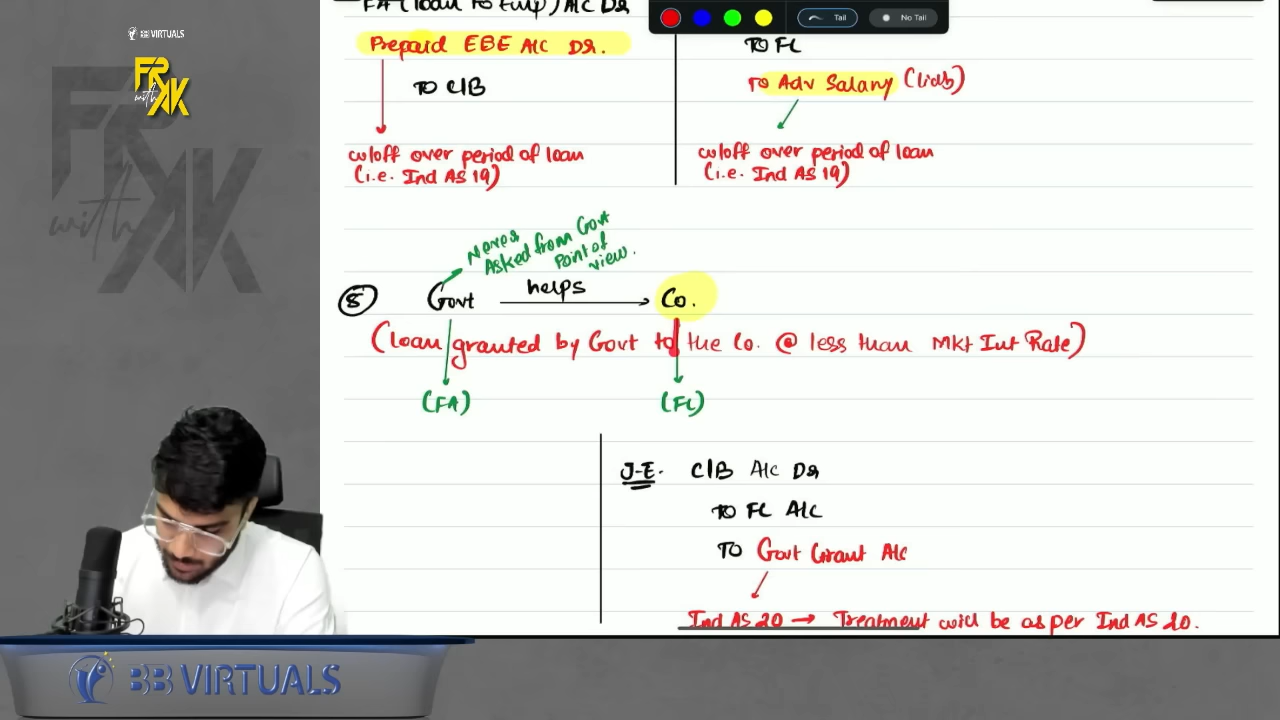 FA (loan to Emp) A/C Dr
Tail
No Tail
BB VIRTUALS
FR
with
AK
Prepaid EBE A/C Dr.
TO C/B
w/off over period of loan
(i.e. Ind AS 19)
TO FL
TO Adv Salary (liab)
w/off over period of loan
(i.e. Ind AS 19)
Never
Asked from Govt
Point of
view.
8
Govt helps Co.
(loan granted by Govt to the Co. @ less than Mkt Int Rate)
(FA)
(FL)
J.E. C/B A/c Dr
TO FL A/c
TO Govt Grant A/c
Ind AS 20 → Treatment will be as per Ind AS 20.
BB VIRTUALS